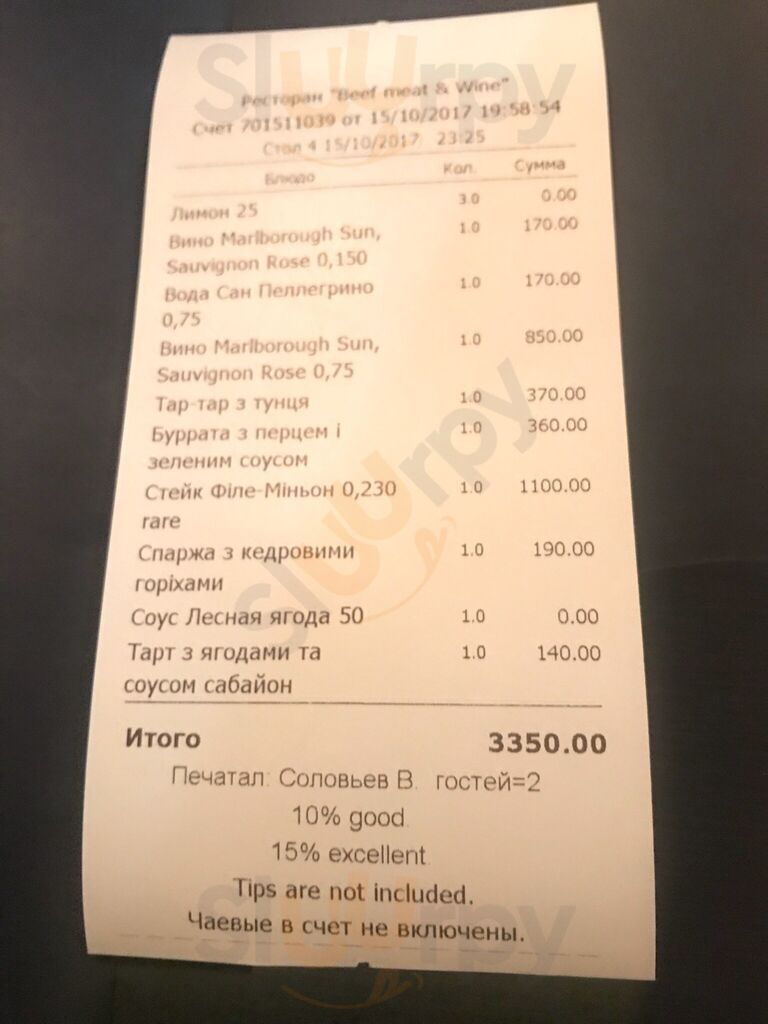 Ресторан "Beef meat & Wine"
Счет 701511039 от 15/10/2017 19:58:54
Стол 4 15/10/2017 23:25
Блюдо Кол. Сумма
Лимон 25 3.0 0.00
Вино Marlborough Sun, 1.0 170.00
Sauvignon Rose 0,150
Вода Сан Пеллегрино 1.0 170.00
0,75
Вино Marlborough Sun, 1.0 850.00
Sauvignon Rose 0,75
Тар-тар з тунця 1.0 370.00
Буррата з перцем і 1.0 360.00
зеленим соусом
Стейк Філе-Міньон 0,230 1.0 1100.00
rare
Спаржа з кедровими 1.0 190.00
горіхами
Соус Лесная ягода 50 1.0 0.00
Тарт з ягодами та 1.0 140.00
соусом сабайон
Итого 3350.00
Печатал: Соловьев В. гостей=2
10% good.
15% excellent
Tips are not included.
Чаевые в счет не включены.
Sluurpy
Sluurpy
Sluurpy